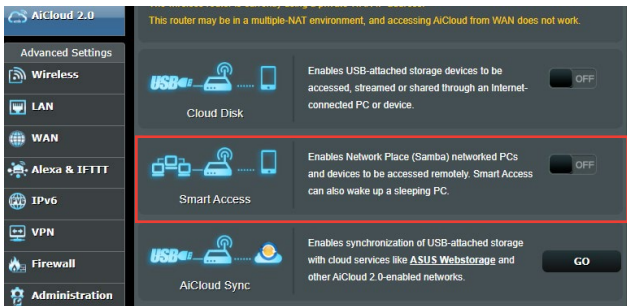 AiCloud 2.0
This router may be in a multiple-NAT environment, and accessing AiCloud from WAN does not work.
Advanced Settings
Wireless
LAN
WAN
Alexa & IFTTT
IPv6
VPN
Firewall
Administration
USB
Cloud Disk
Enables USB-attached storage devices to be
accessed, streamed or shared through an Internet-
connected PC or device.
OFF
Smart Access
Enables Network Place (Samba) networked PCs
and devices to be accessed remotely. Smart Access
can also wake up a sleeping PC.
OFF
USB
AiCloud Sync
Enables synchronization of USB-attached storage
with cloud services like ASUS Webstorage and
other AiCloud 2.0-enabled networks.
GO